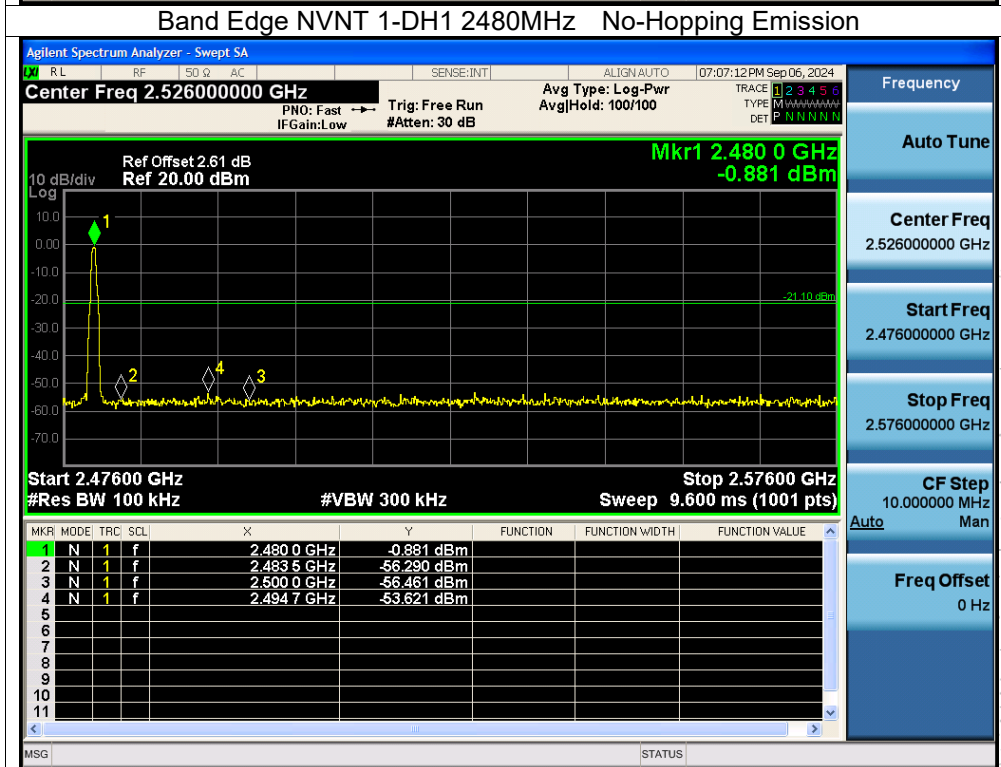 Band Edge NVNT 1-DH1 2480MHz No-Hopping Emission
Agilent Spectrum Analyzer - Swept SA
LXI RL RF 50 Ω AC SENSE:INT ALIGN AUTO 07:07:12 PM Sep 06, 2024
Center Freq 2.526000000 GHz
PNO: Fast
IFGain:Low
Trig: Free Run
#Atten: 30 dB
Avg Type: Log-Pwr
Avg|Hold: 100/100
TRACE 1 2 3 4 5 6
TYPE M W W W W W
DET P N N N N N
Ref Offset 2.61 dB
Ref 20.00 dBm
10 dB/div
Log
Mkr1 2.480 0 GHz
-0.881 dBm
10.0
0.00
-10.0
-20.0
-30.0
-40.0
-50.0
-60.0
-70.0
1
2
4
3
-21.10 dBm
Start 2.47600 GHz Stop 2.57600 GHz
#Res BW 100 kHz #VBW 300 kHz Sweep 9.600 ms (1001 pts)
MKR MODE TRC SCL X Y FUNCTION FUNCTION WIDTH FUNCTION VALUE
1 N 1 f 2.480 0 GHz -0.881 dBm
2 N 1 f 2.483 5 GHz -56.290 dBm
3 N 1 f 2.500 0 GHz -56.461 dBm
4 N 1 f 2.494 7 GHz -53.621 dBm
5
6
7
8
9
10
11
MSG STATUS
Frequency
Auto Tune
Center Freq
2.526000000 GHz
Start Freq
2.476000000 GHz
Stop Freq
2.576000000 GHz
CF Step
10.000000 MHz
Auto Man
Freq Offset
0 Hz